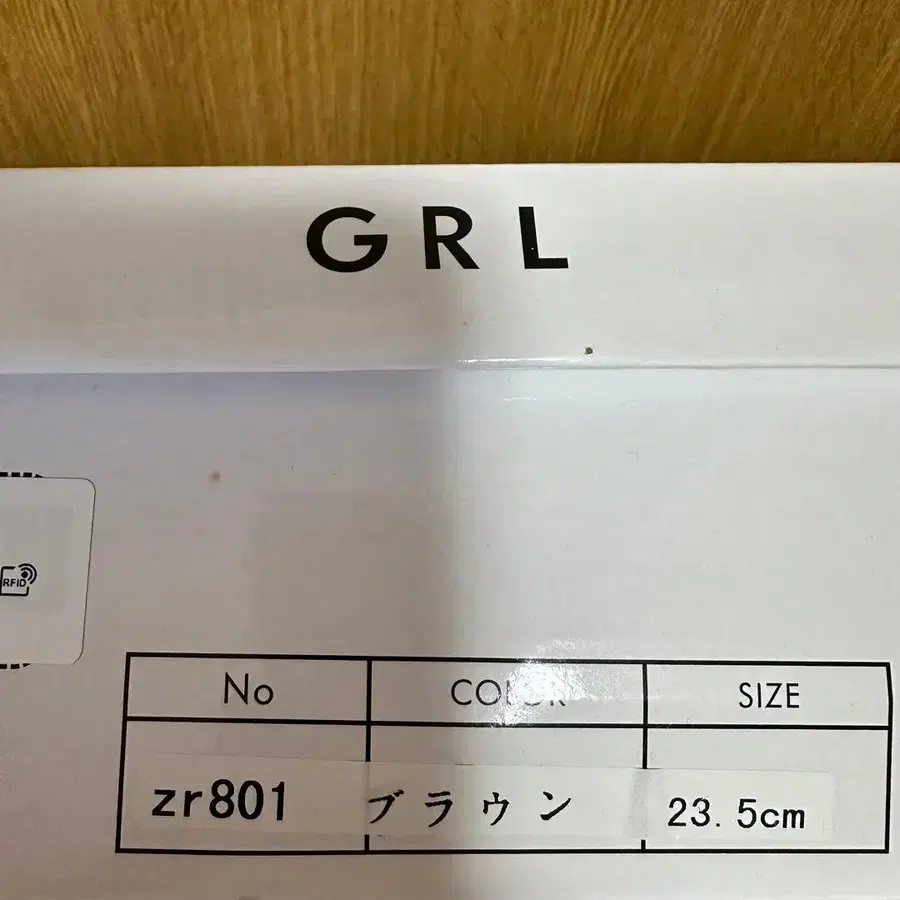 GRL
RFID
No COLOR SIZE
zr801 ブラウン 23.5cm